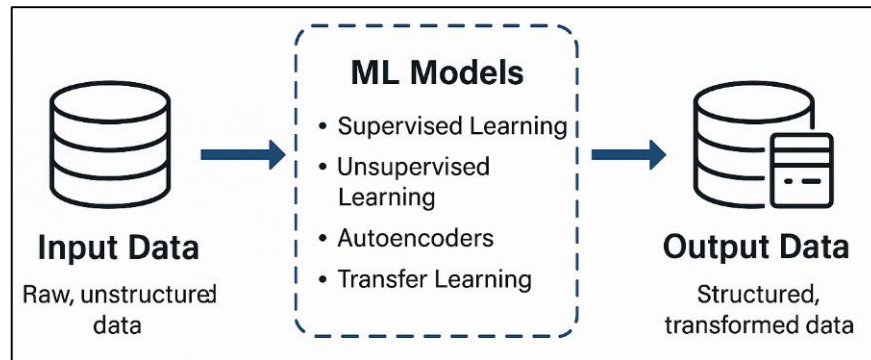 Input Data
Raw, unstructured
data
ML Models
• Supervised Learning
• Unsupervised
Learning
• Autoencoders
• Transfer Learning
Output Data
Structured,
transformed data